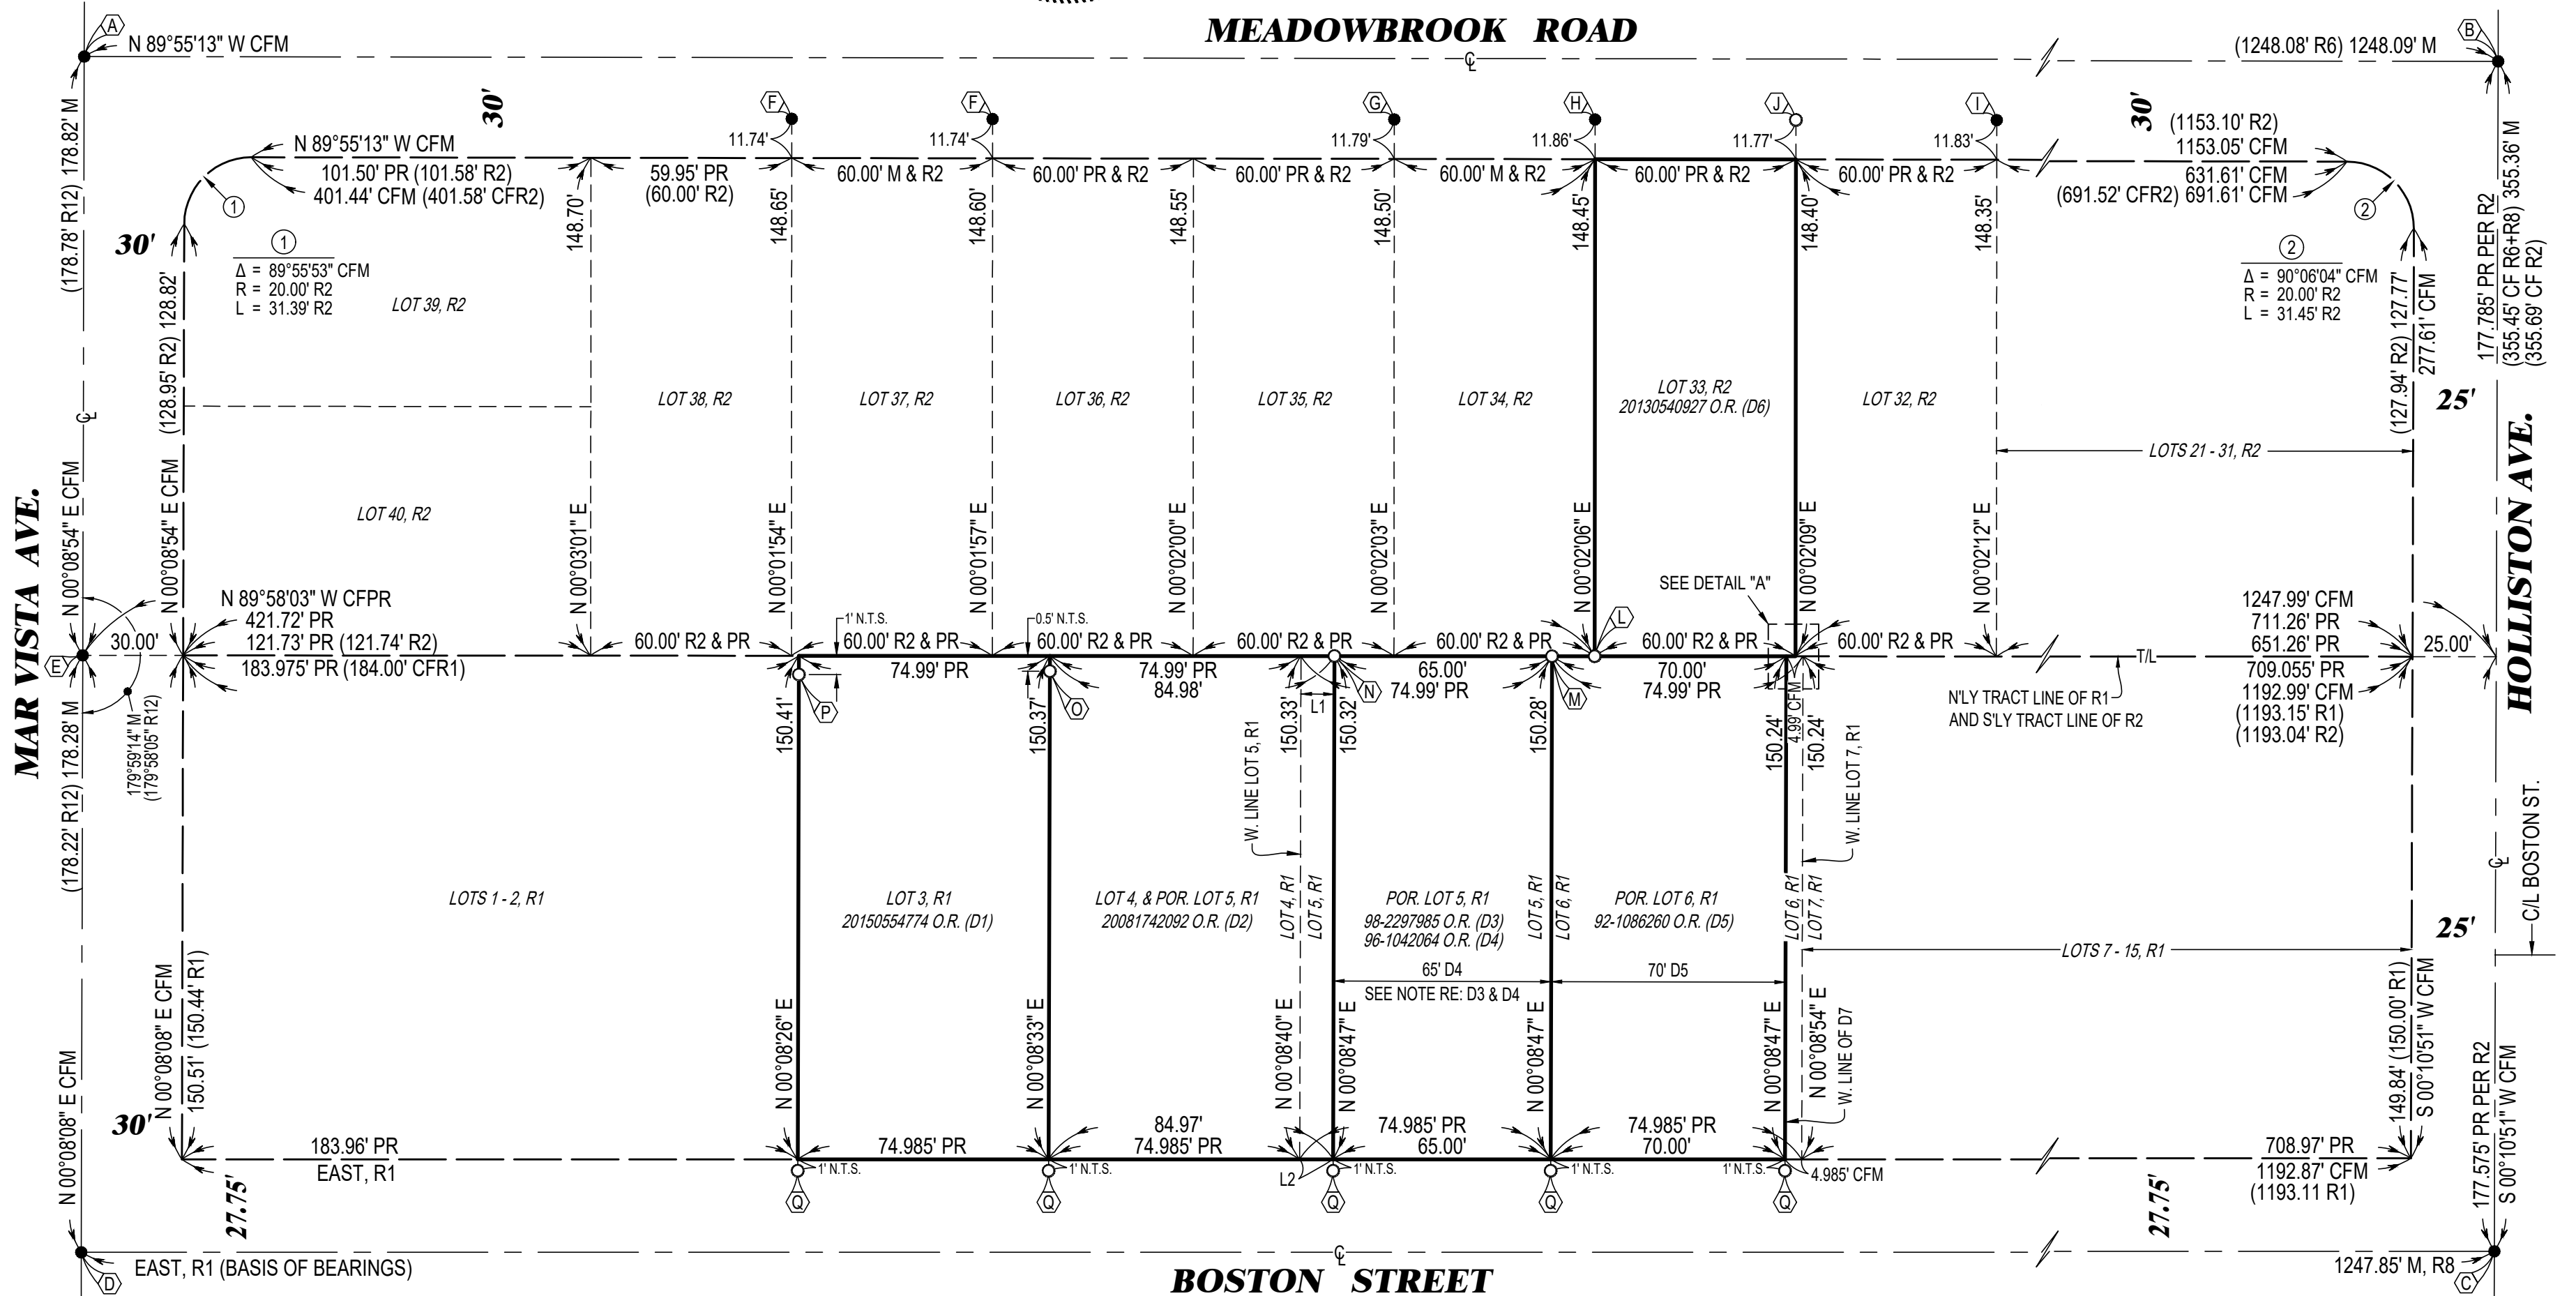 MEADOWBROOK ROAD
A
N 89°55'13" W CFM
(1248.08' R6) 1248.09' M
B
℄
30'
F
F
G
H
J
I
30'
11.74'
11.74'
11.79'
11.86'
11.77'
11.83'
(1153.10' R2)
1153.05' CFM
N 89°55'13" W CFM
101.50' PR (101.58' R2)
401.44' CFM (401.58' CFR2)
59.95' PR
(60.00' R2)
60.00' M & R2
60.00' PR & R2
60.00' PR & R2
60.00' M & R2
60.00' PR & R2
60.00' PR & R2
631.61' CFM
(691.52' CFR2) 691.61' CFM
(178.78' R12) 178.82' M
1
30'
1
Δ = 89°55'53" CFM
R = 20.00' R2
L = 31.39' R2
148.70'
148.65'
148.60'
148.55'
148.50'
148.45'
148.40'
148.35'
2
2
Δ = 90°06'04" CFM
R = 20.00' R2
L = 31.45' R2
177.785' PR PER R2
(355.45' CF R6+R8) 355.36' M
(355.69' CF R2)
(128.95' R2) 128.82'
(127.94' R2) 127.77'
277.61' CFM
LOT 39, R2
LOT 38, R2
LOT 37, R2
LOT 36, R2
LOT 35, R2
LOT 34, R2
LOT 33, R2
20130540927 O.R. (D6)
LOT 32, R2
25'
LOTS 21 - 31, R2
℄
LOT 40, R2
MAR VISTA AVE.
HOLLISTON AVE.
N 00°08'54" E CFM
N 00°08'54" E CFM
N 00°03'01" E
N 00°01'54" E
N 00°01'57" E
N 00°02'00" E
N 00°02'03" E
N 00°02'06" E
N 00°02'09" E
N 00°02'12" E
SEE DETAIL "A"
N 89°58'03" W CFPR
421.72' PR
121.73' PR (121.74' R2)
183.975' PR (184.00' CFR1)
30.00'
E
60.00' R2 & PR
1' N.T.S.
60.00' R2 & PR
0.5' N.T.S.
60.00' R2 & PR
60.00' R2 & PR
60.00' R2 & PR
L
60.00' R2 & PR
60.00' R2 & PR
1247.99' CFM
711.26' PR
651.26' PR
25.00'
T/L
709.055' PR
1192.99' CFM
(1193.15' R1)
(1193.04' R2)
N'LY TRACT LINE OF R1
AND S'LY TRACT LINE OF R2
74.99' PR
74.99' PR
84.98'
65.00'
74.99' PR
70.00'
74.99' PR
P
O
L1
N
M
150.41'
150.37'
150.33'
150.32'
150.28'
150.24'
4.99' CFM
150.24'
179°59'14" M
(179°58'05" R12)
(178.22' R12) 178.28' M
W. LINE LOT 5, R1
W. LINE LOT 7, R1
C/L BOSTON ST.
℄
LOTS 1 - 2, R1
LOT 3, R1
20150554774 O.R. (D1)
LOT 4, & POR. LOT 5, R1
20081742092 O.R. (D2)
LOT 4, R1
LOT 5, R1
POR. LOT 5, R1
98-2297985 O.R. (D3)
96-1042064 O.R. (D4)
LOT 5, R1
LOT 6, R1
POR. LOT 6, R1
92-1086260 O.R. (D5)
LOT 6, R1
LOT 7, R1
25'
LOTS 7 - 15, R1
65' D4
70' D5
SEE NOTE RE: D3 & D4
N 00°08'08" E CFM
N 00°08'08" E CFM
150.51' (150.44' R1)
N 00°08'26" E
N 00°08'33" E
N 00°08'40" E
N 00°08'47" E
N 00°08'47" E
N 00°08'47" E
N 00°08'54" E
W. LINE OF D7
149.84' (150.00' R1)
S 00°10'51" W CFM
177.575' PR PER R2
S 00°10'51" W CFM
30'
183.96' PR
EAST, R1
74.985' PR
84.97'
74.985' PR
74.985' PR
65.00'
74.985' PR
70.00'
708.97' PR
1192.87' CFM
(1193.11 R1)
1' N.T.S.
1' N.T.S.
L2
1' N.T.S.
1' N.T.S.
1' N.T.S.
4.985' CFM
Q
Q
Q
Q
Q
27.75'
27.75'
D
EAST, R1 (BASIS OF BEARINGS)
℄
BOSTON STREET
1247.85' M, R8
C